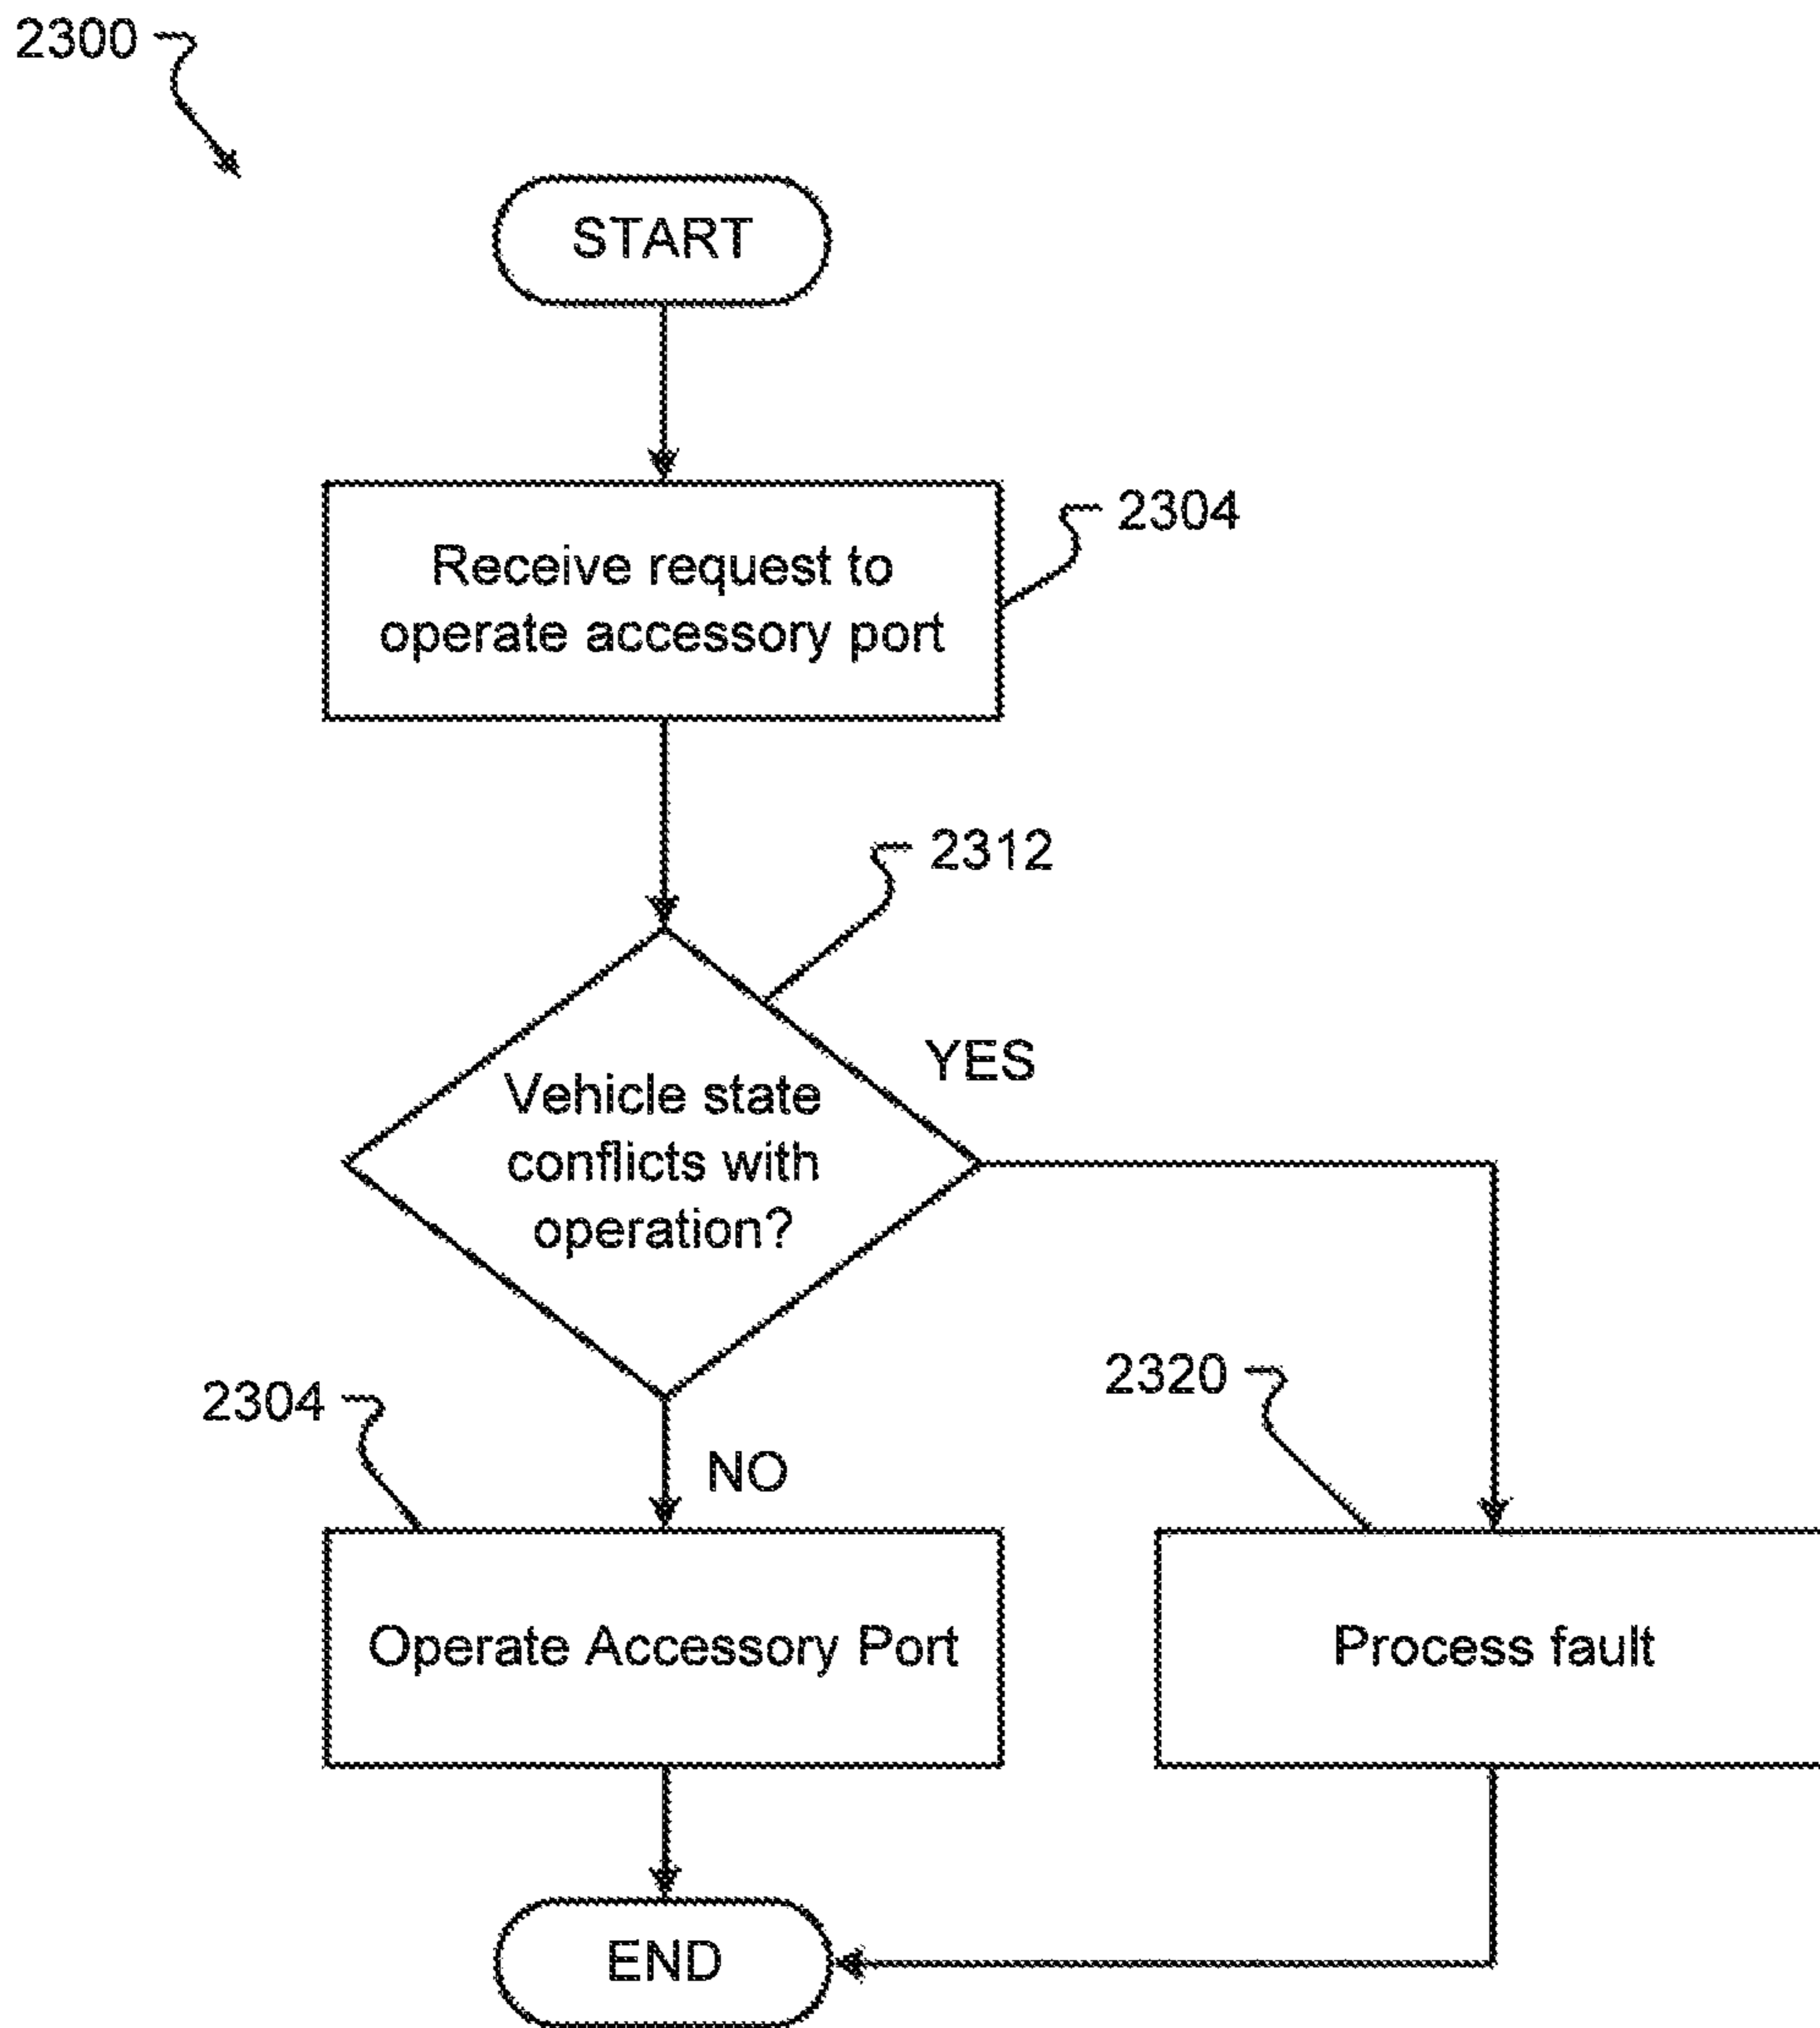 2300
START
Receive request to
operate accessory port
2304
2312
YES
Vehicle state
conflicts with
operation?
2304
NO
2320
Operate Accessory Port
Process fault
END